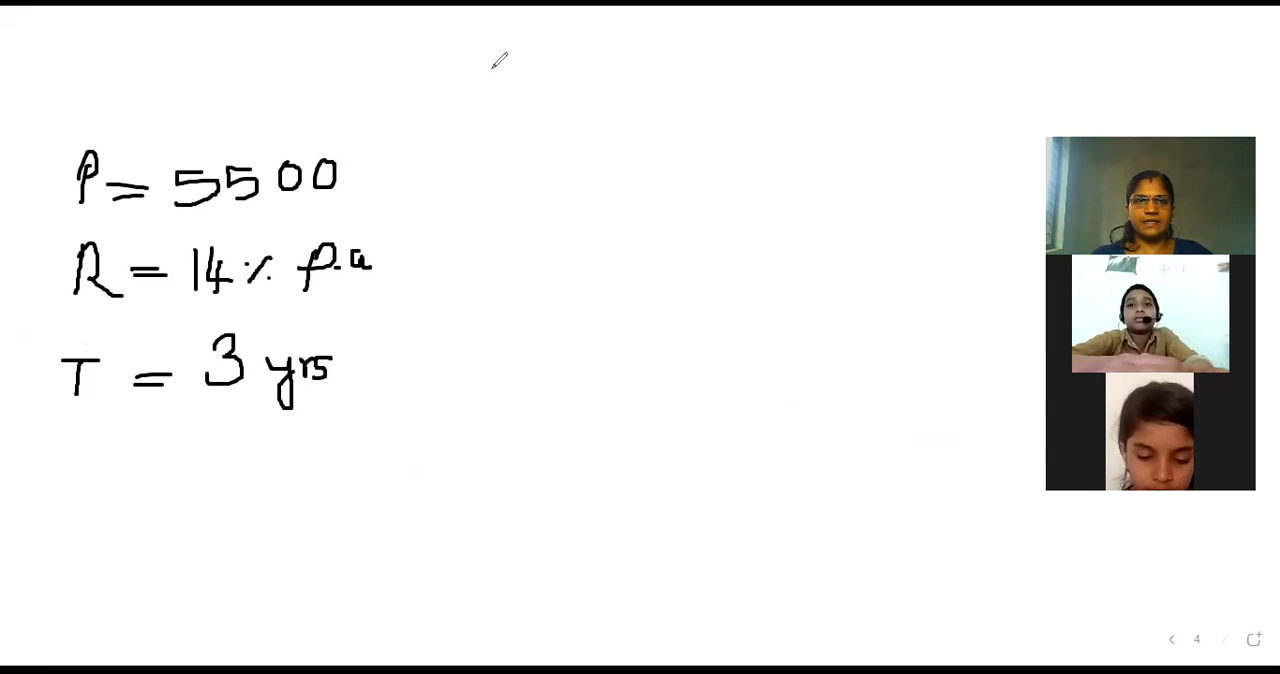 P = 5500
R = 14% p.a
T = 3 yrs
4